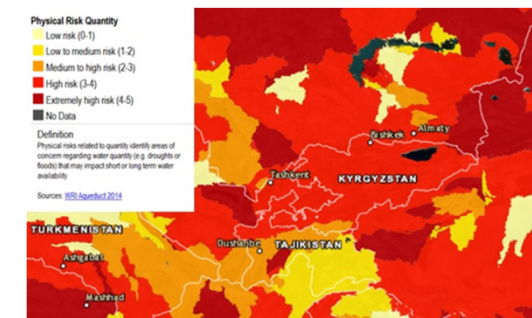 Physical Risk Quantity
Low risk (0-1)
Low to medium risk (1-2)
Medium to high risk (2-3)
High risk (3-4)
Extremely high risk (4-5)
No Data
Definition
Physical risks related to quantity identify areas of
concern regarding water quantity (e.g. droughts or
floods) that may impact short or long term water
availability.
Sources: WRI Aqueduct 2014
Bishkek
Almaty
Tashkent
KYRGYZSTAN
TURKMENISTAN
Dushanbe
TAJIKISTAN
Ashgabat
Mashhad